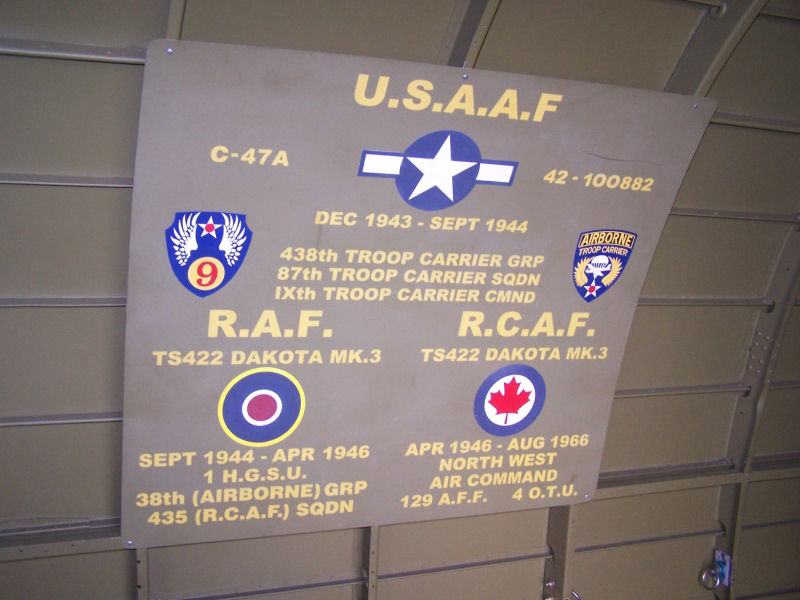 U.S.A.A.F
C-47A
42-100882
DEC 1943 - SEPT 1944
9
AIRBORNE
TROOP CARRIER
438th TROOP CARRIER GRP
87th TROOP CARRIER SQDN
IXth TROOP CARRIER CMND
R.A.F.
TS422 DAKOTA MK.3
SEPT 1944 - APR 1946
1 H.G.S.U.
38th (AIRBORNE) GRP
435 (R.C.A.F.) SQDN
R.C.A.F.
TS422 DAKOTA MK.3
APR 1946 - AUG 1966
NORTH WEST
AIR COMMAND
129 A.F.F. 4 O.T.U.